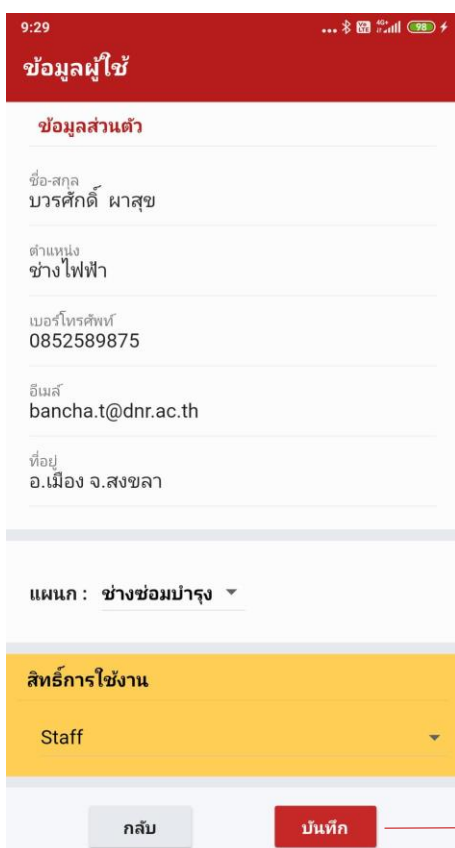 9:29
98
ข้อมูลผู้ใช้
ข้อมูลส่วนตัว
ชื่อ-สกุล
บวรศักดิ์ ผาสุข
ตำแหน่ง
ช่างไฟฟ้า
เบอร์โทรศัพท์
0852589875
อีเมล์
bancha.t@dnr.ac.th
ที่อยู่
อ.เมือง จ.สงขลา
แผนก : ช่างซ่อมบำรุง
สิทธิ์การใช้งาน
Staff
กลับ บันทึก